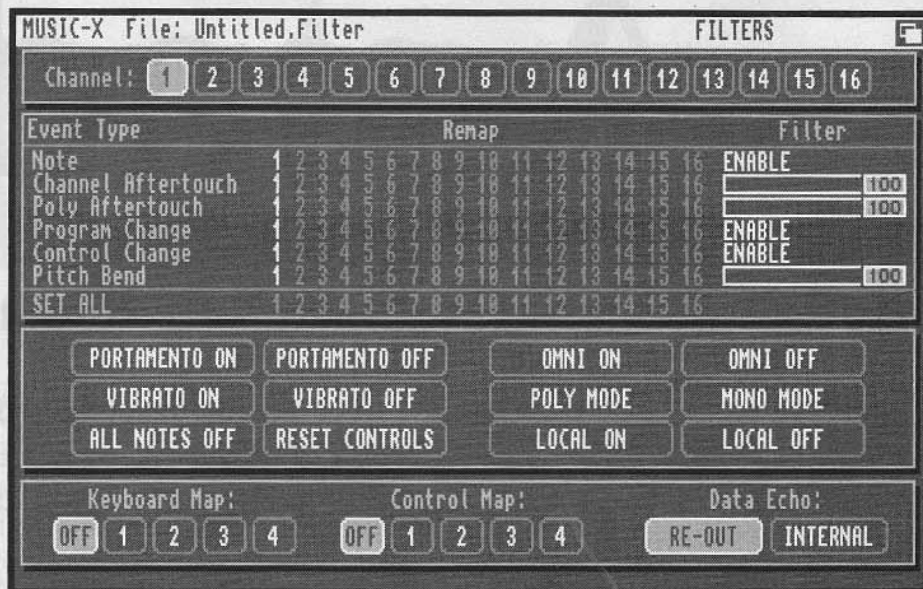 MUSIC-X File: Untitled.Filter FILTERS
Channel: 1 2 3 4 5 6 7 8 9 10 11 12 13 14 15 16
Event Type Remap Filter
Note 1 2 3 4 5 6 7 8 9 10 11 12 13 14 15 16 ENABLE
Channel Aftertouch 1 2 3 4 5 6 7 8 9 10 11 12 13 14 15 16 100
Poly Aftertouch 1 2 3 4 5 6 7 8 9 10 11 12 13 14 15 16 100
Program Change 1 2 3 4 5 6 7 8 9 10 11 12 13 14 15 16 ENABLE
Control Change 1 2 3 4 5 6 7 8 9 10 11 12 13 14 15 16 ENABLE
Pitch Bend 1 2 3 4 5 6 7 8 9 10 11 12 13 14 15 16 100
SET ALL 1 2 3 4 5 6 7 8 9 10 11 12 13 14 15 16
PORTAMENTO ON PORTAMENTO OFF OMNI ON OMNI OFF
VIBRATO ON VIBRATO OFF POLY MODE MONO MODE
ALL NOTES OFF RESET CONTROLS LOCAL ON LOCAL OFF
Keyboard Map: Control Map: Data Echo:
OFF 1 2 3 4 OFF 1 2 3 4 RE-OUT INTERNAL